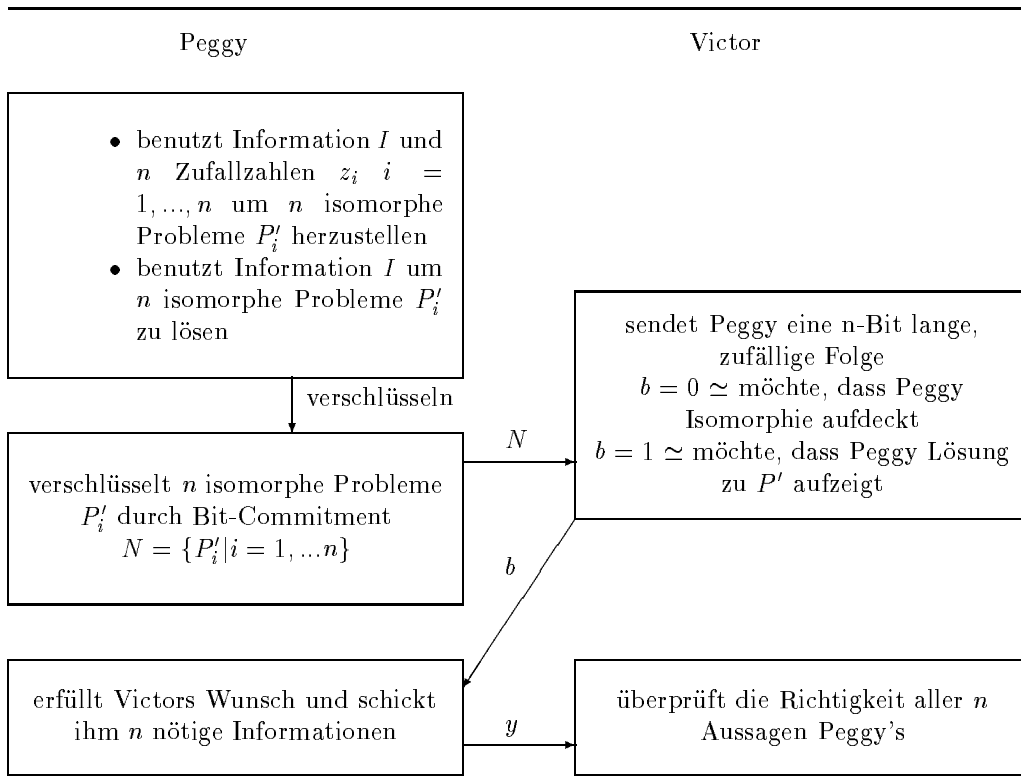 Peggy
Victor
• benutzt Information I und
n Zufallzahlen z_i i =
1, ..., n um n isomorphe
Probleme P'_i herzustellen
• benutzt Information I um
n isomorphe Probleme P'_i
zu lösen
verschlüsseln
verschlüsselt n isomorphe Probleme
P'_i durch Bit-Commitment
N = {P'_i|i = 1, ...n}
N
sendet Peggy eine n-Bit lange,
zufällige Folge
b = 0 ≃ möchte, dass Peggy
Isomorphie aufdeckt
b = 1 ≃ möchte, dass Peggy Lösung
zu P' aufzeigt
b
erfüllt Victors Wunsch und schickt
ihm n nötige Informationen
y
überprüft die Richtigkeit aller n
Aussagen Peggy's